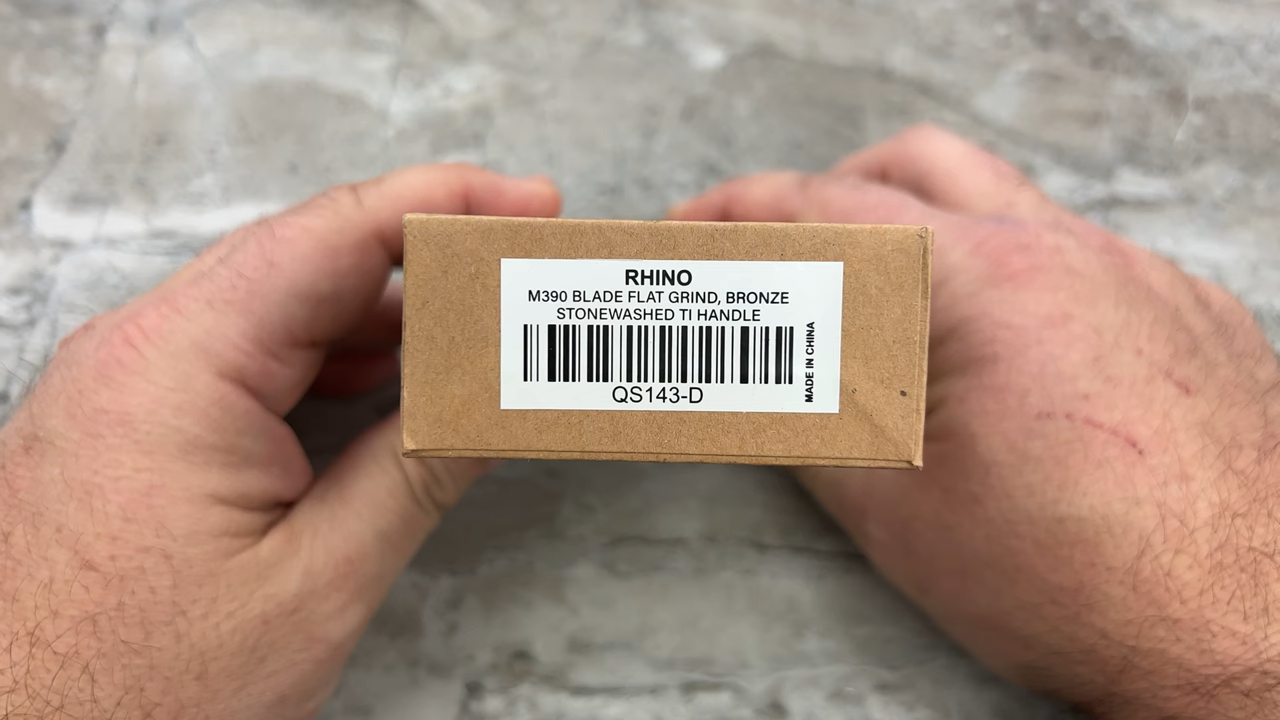 RHINO
M390 BLADE FLAT GRIND, BRONZE
STONEWASHED TI HANDLE
QS143-D
MADE IN CHINA